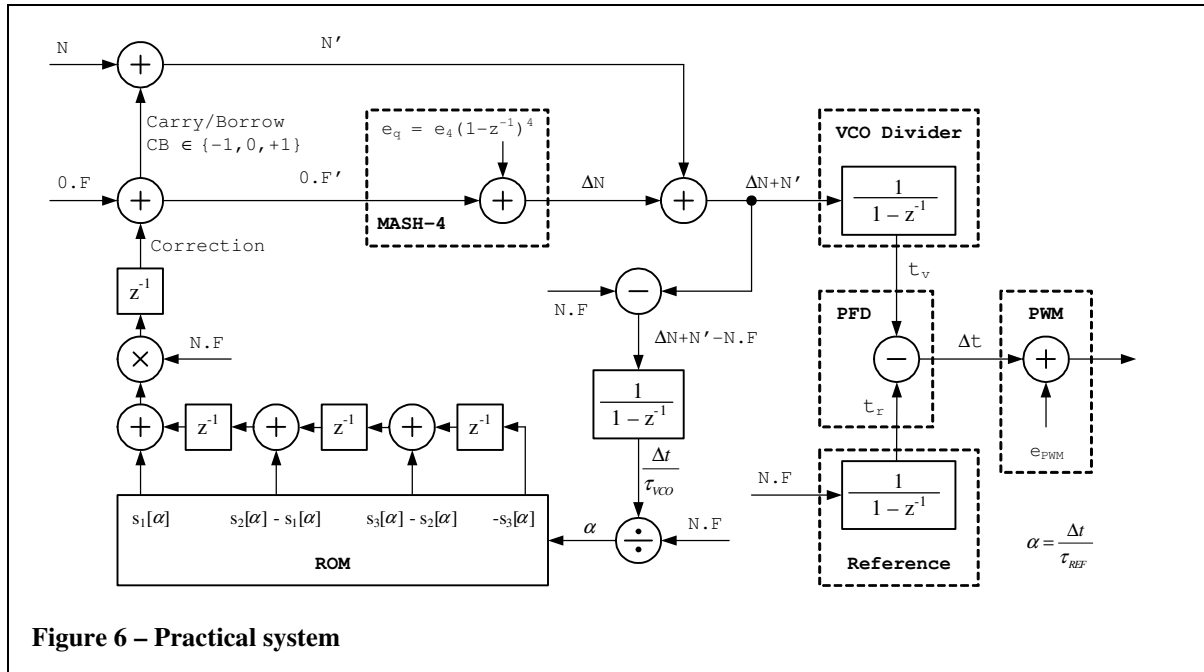 N
+
N′
Carry/Borrow
CB ∈ {-1,0,+1}
e_q = e_4(1-z^-1)^4
VCO Divider
0.F
+
0.F′
+
MASH-4
ΔN
+
ΔN+N′
1
1 – z^-1
Correction
z^-1
N.F
−
t_v
PFD
PWM
×
N.F
ΔN+N′-N.F
−
Δt
+
1
1 – z^-1
t_r
e_PWM
+
z^-1
+
z^-1
+
z^-1
Δt
τ_VCO
N.F
1
1 – z^-1
Reference
s_1[α]
s_2[α] - s_1[α]
s_3[α] - s_2[α]
-s_3[α]
ROM
α
÷
N.F
α = Δt
τ_REF
Figure 6 – Practical system